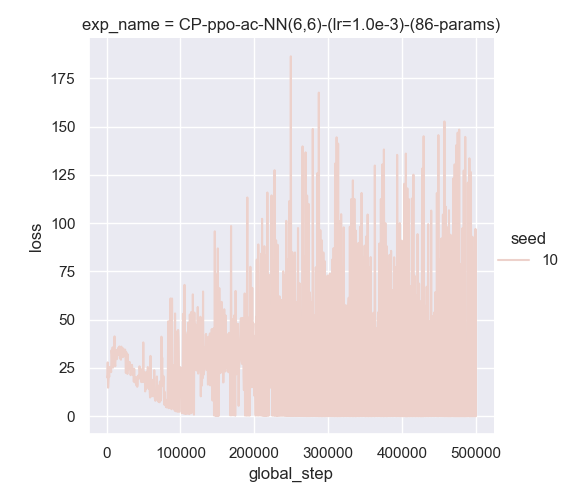 exp_name = CP-ppo-ac-NN(6,6)-(lr=1.0e-3)-(86-params)
175
150
125
100
75
50
25
0
loss
0 100000 200000 300000 400000 500000
global_step
seed
10